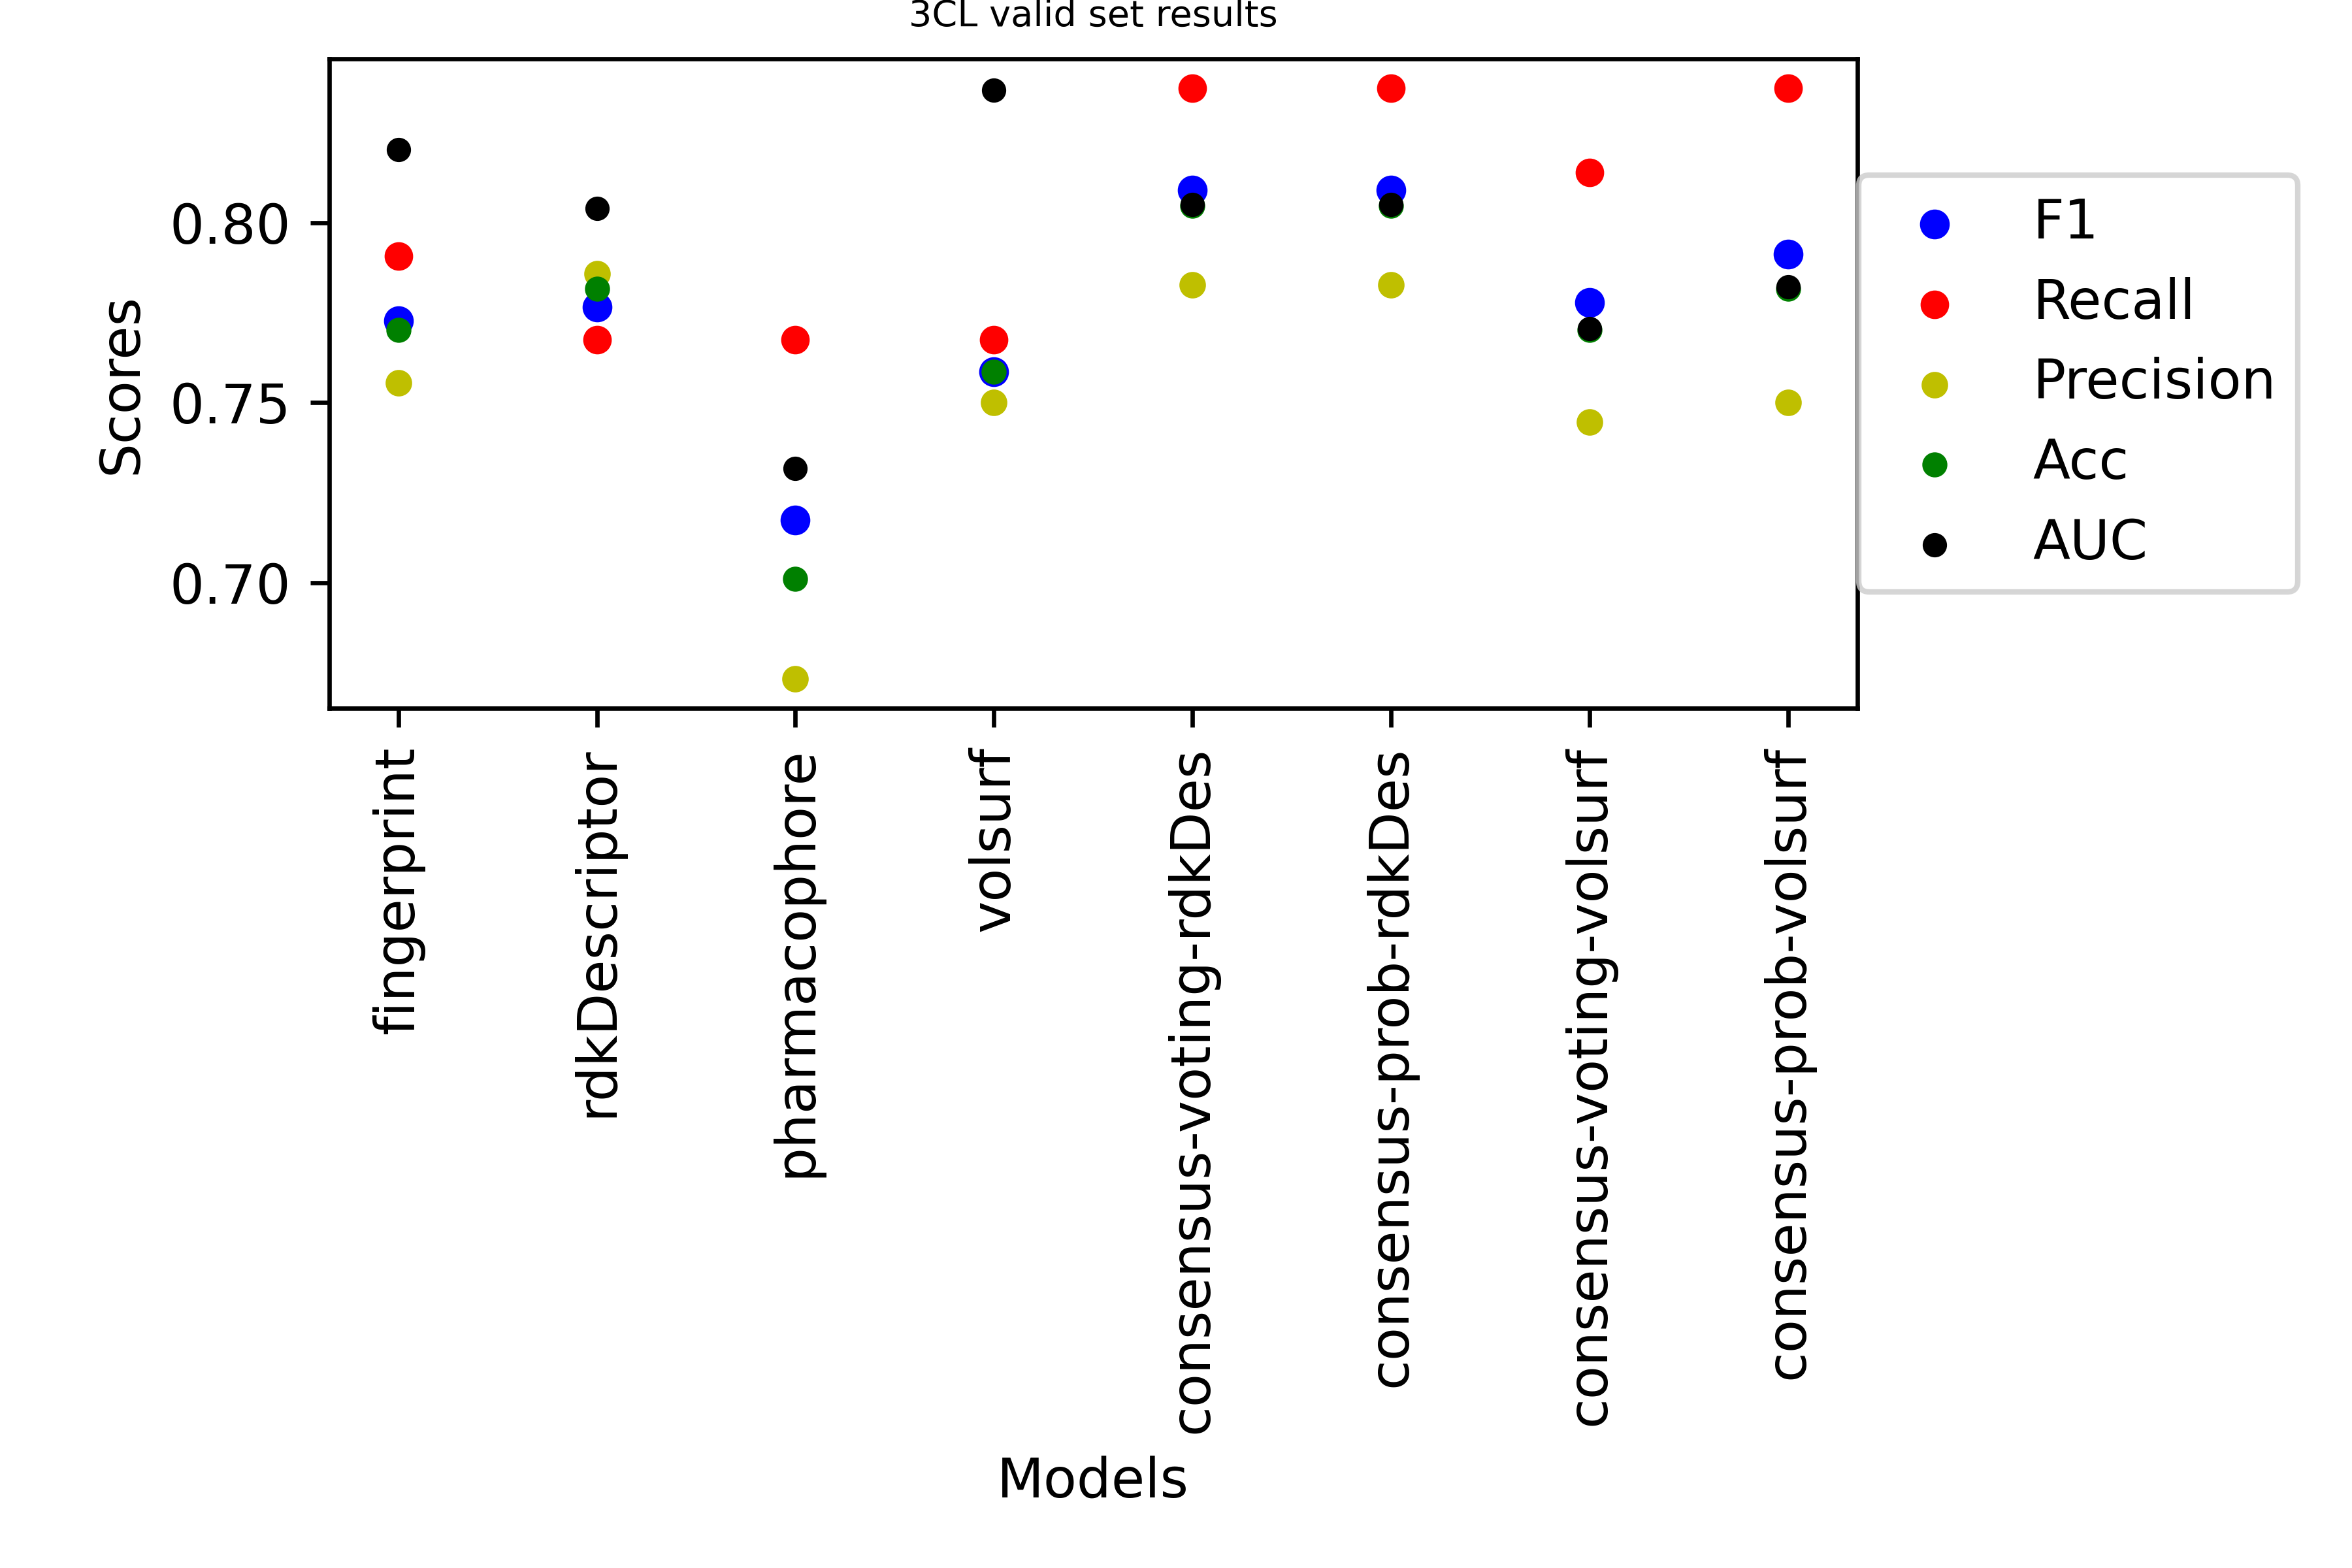 3CL valid set results
Scores
0.80
0.75
0.70
F1
Recall
Precision
Acc
AUC
fingerprint
rdkDescriptor
pharmacophore
volsurf
consensus-voting-rdkDes
consensus-prob-rdkDes
consensus-voting-volsurf
consensus-prob-volsurf
Models